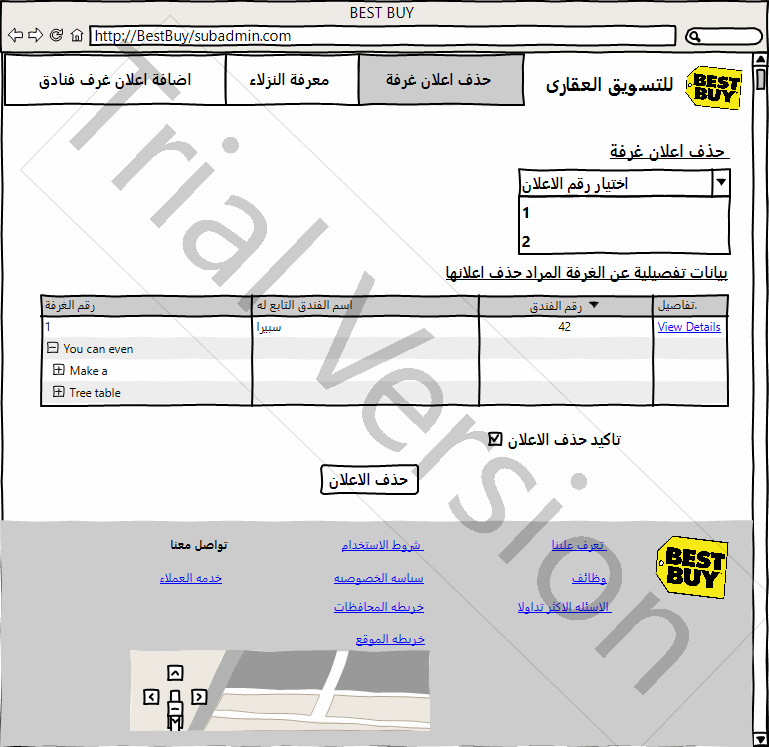 BEST BUY
http://BestBuy/subadmin.com
BEST BUY
للتسويق العقارى
حذف اعلان غرفة
معرفة النزلاء
اضافة اعلان غرف فنادق
حذف اعلان غرفة
اختيار رقم الاعلان
1
2
بيانات تفصيلية عن الغرفة المراد حذف اعلانها
رقم الغرفة اسم الفندق التابع له رقم الفندق تفاصيل.
1 سبيرا 42 View Details
You can even
Make a
Tree table
تاكيد حذف الاعلان
حذف الاعلان
BEST BUY
تعرف علينا
شروط الاستخدام
تواصل معنا
وظائف
سياسه الخصوصيه
خدمه العملاء
الاسئله الاكثر تداولا
خريطه المحافظات
خريطه الموقع
Trial Version